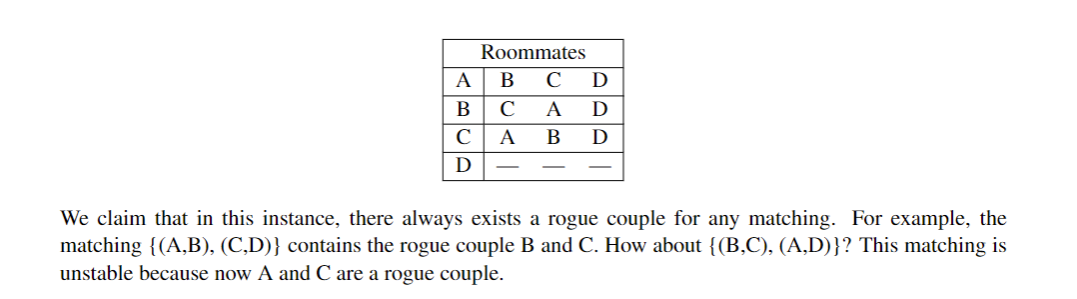 Roommates
A B C D
B C A D
C A B D
D — — —
We claim that in this instance, there always exists a rogue couple for any matching. For example, the
matching {(A,B), (C,D)} contains the rogue couple B and C. How about {(B,C), (A,D)}? This matching is
unstable because now A and C are a rogue couple.